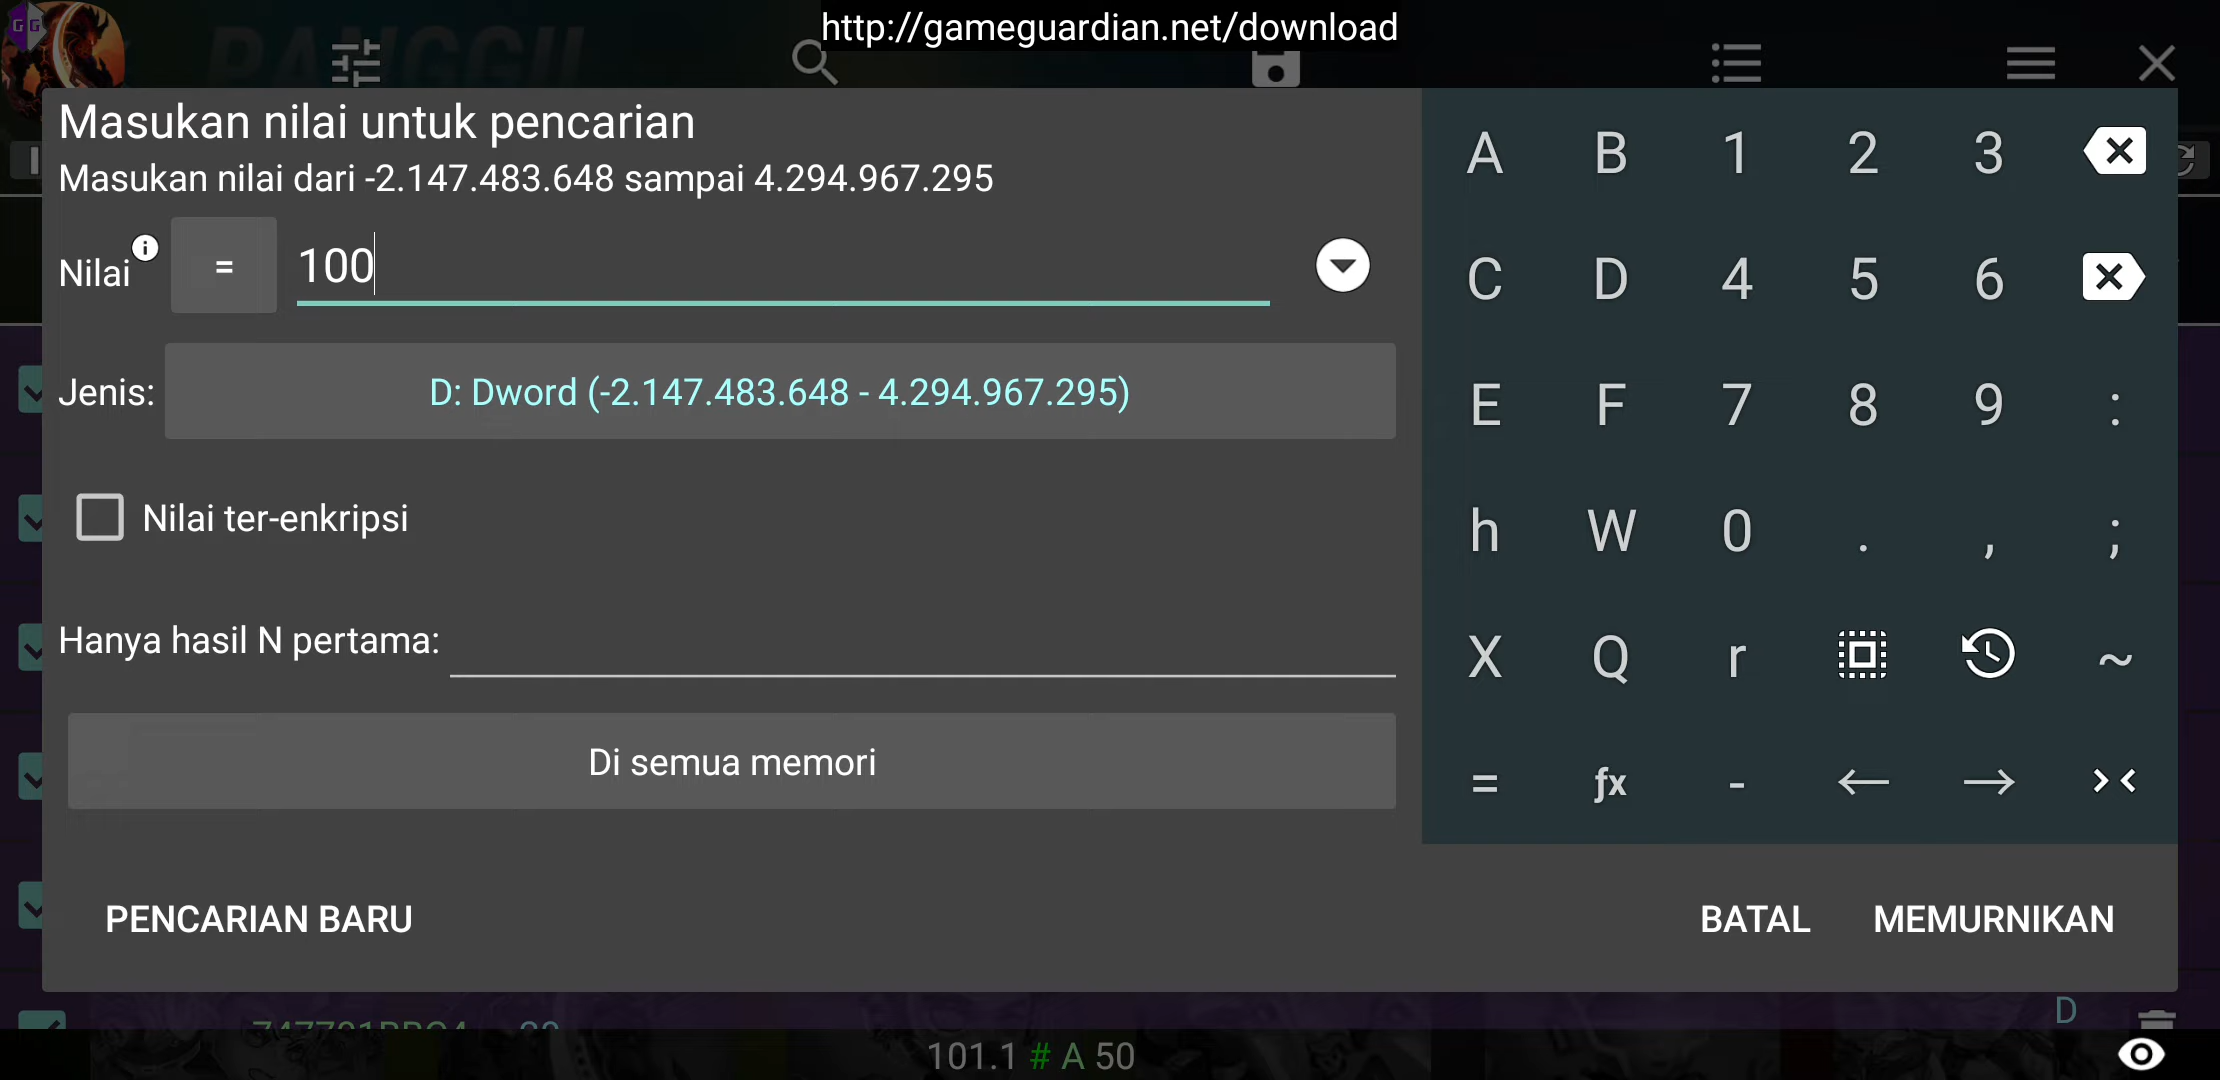 http://gameguardian.net/download
GG
PANGGIL
Masukan nilai untuk pencarian
Masukan nilai dari -2.147.483.648 sampai 4.294.967.295
Nilai = 100
Jenis: D: Dword (-2.147.483.648 - 4.294.967.295)
Nilai ter-enkripsi
Hanya hasil N pertama:
Di semua memori
PENCARIAN BARU
BATAL MEMURNIKAN
A B 1 2 3
C D 4 5 6
E F 7 8 9 :
h W 0 . , ;
X Q r ~
= ƒx - ← → ><
D
101.1 # A 50